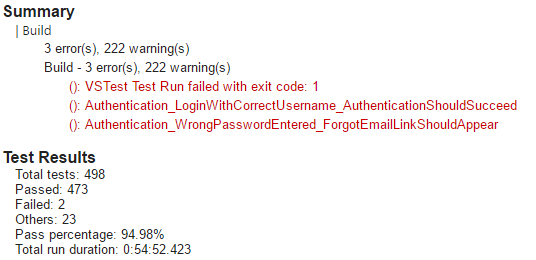 Summary
| Build
3 error(s), 222 warning(s)
Build - 3 error(s), 222 warning(s)
(): VSTest Test Run failed with exit code: 1
(): Authentication_LoginWithCorrectUsername_AuthenticationShouldSucceed
(): Authentication_WrongPasswordEntered_ForgotEmailLinkShouldAppear
Test Results
Total tests: 498
Passed: 473
Failed: 2
Others: 23
Pass percentage: 94.98%
Total run duration: 0:54:52.423